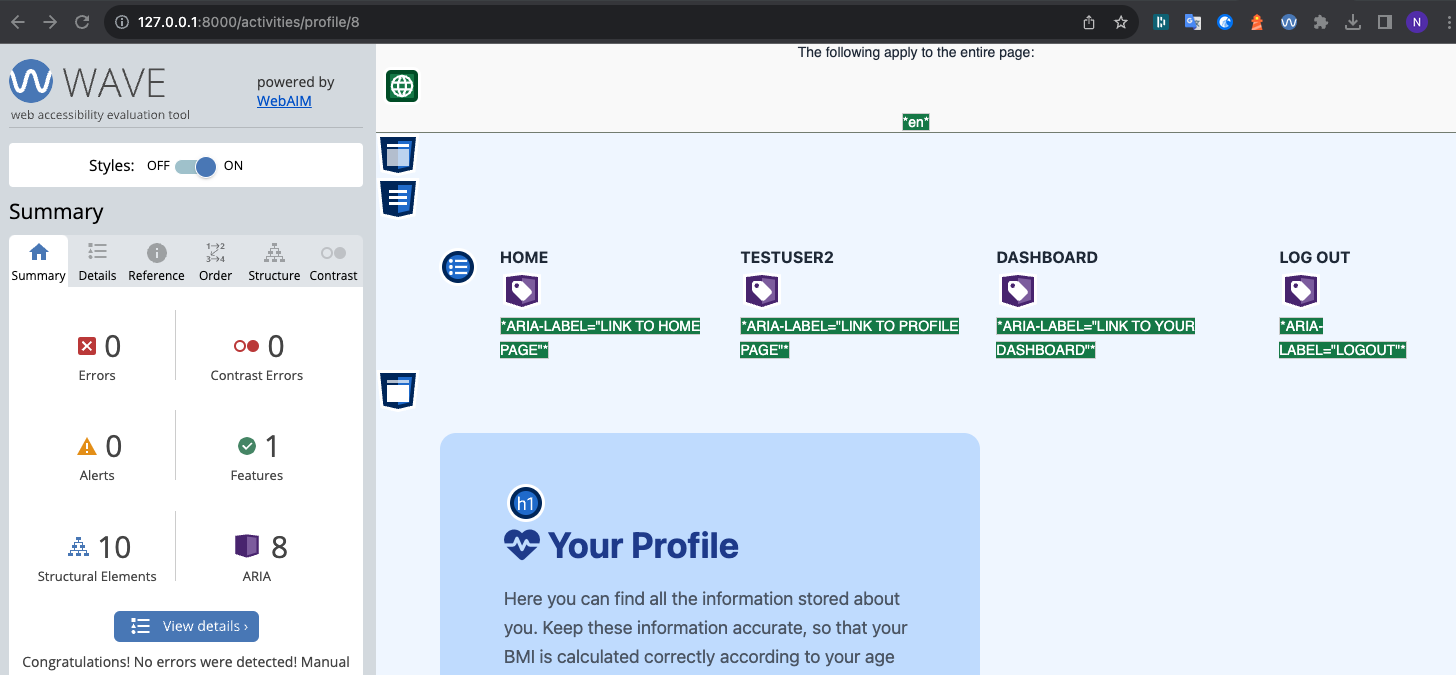 127.0.0.1:8000/activities/profile/8
N
The following apply to the entire page:
WAVE
powered by
WebAIM
web accessibility evaluation tool
*en*
Styles: OFF ON
Summary
Summary Details Reference Order Structure Contrast
1 2
3 4
0 0
Errors Contrast Errors
0 1
Alerts Features
10 8
Structural Elements ARIA
View details ›
Congratulations! No errors were detected! Manual
HOME TESTUSER2 DASHBOARD LOG OUT
*ARIA-LABEL="LINK TO HOME *ARIA-LABEL="LINK TO PROFILE *ARIA-LABEL="LINK TO YOUR *ARIA-
PAGE"* PAGE"* DASHBOARD"* LABEL="LOGOUT"*
h1
Your Profile
Here you can find all the information stored about
you. Keep these information accurate, so that your
BMI is calculated correctly according to your age